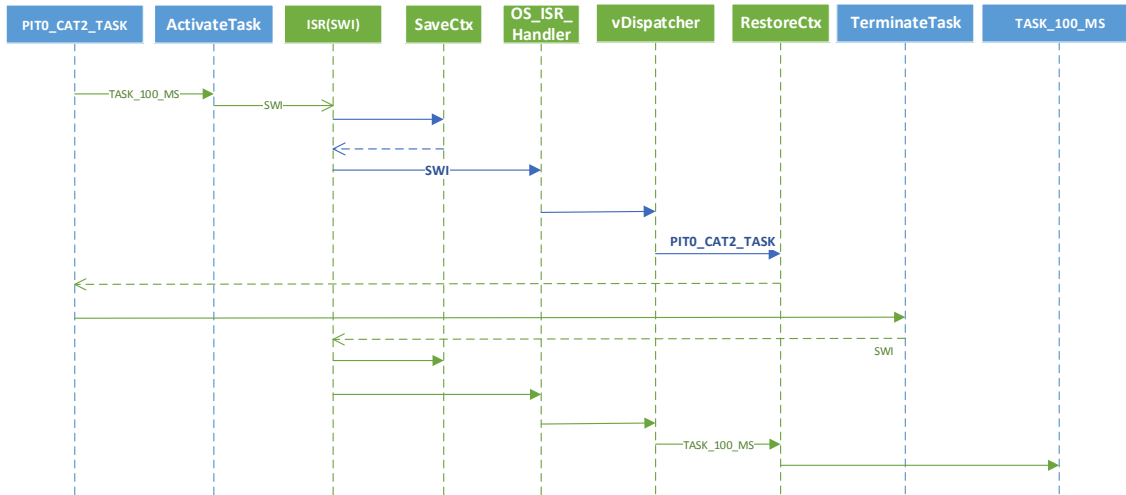 PIT0_CAT2_TASK
ActivateTask
ISR(SWI)
SaveCtx
OS_ISR_
Handler
vDispatcher
RestoreCtx
TerminateTask
TASK_100_MS
TASK_100_MS
SWI
SWI
PIT0_CAT2_TASK
SWI
TASK_100_MS